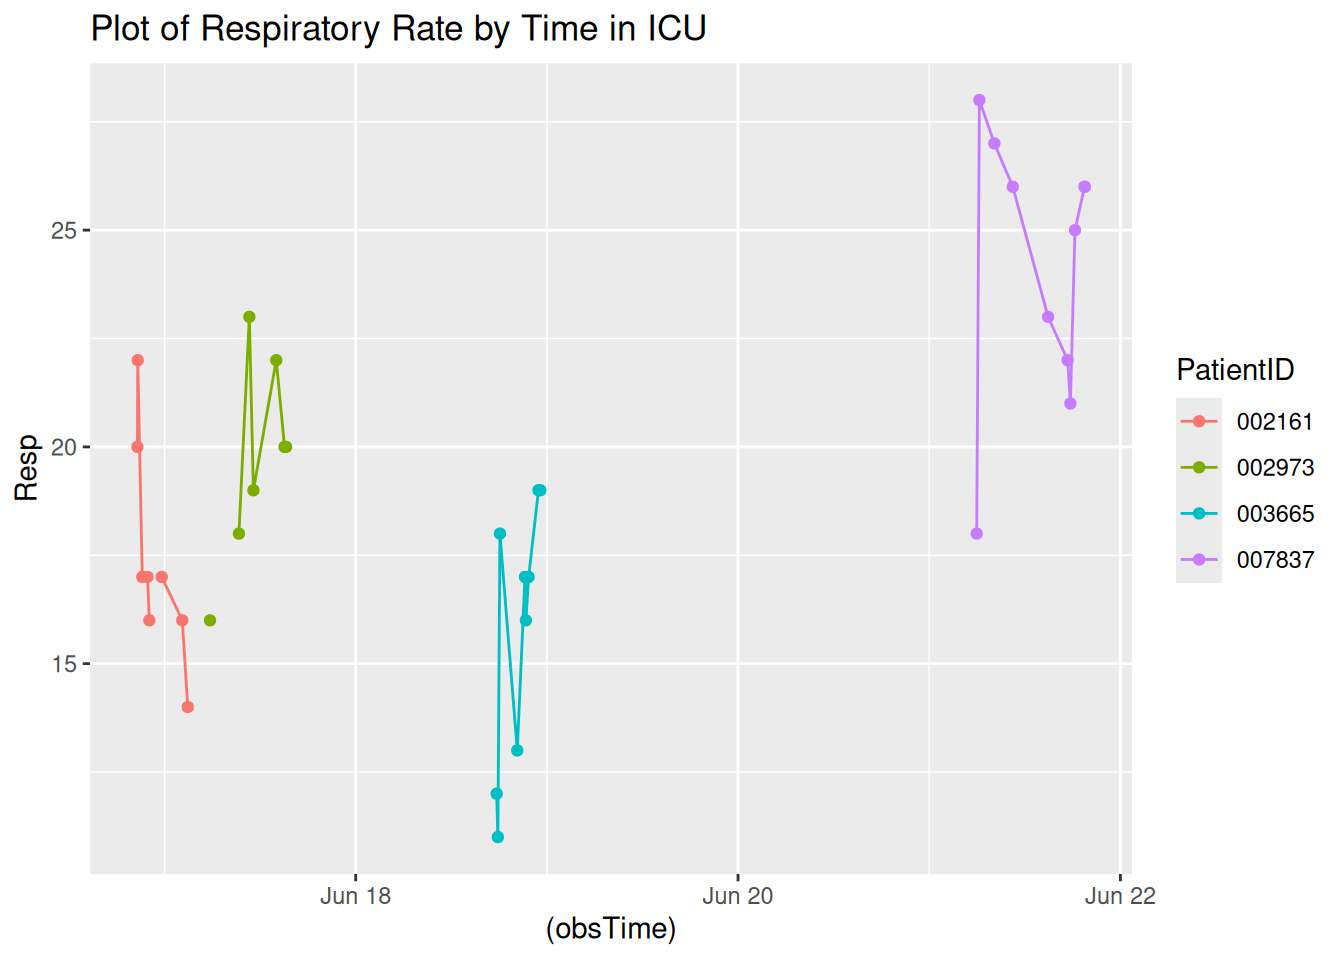 Plot of Respiratory Rate by Time in ICU
Resp
25
20
15
Jun 18
Jun 20
Jun 22
(obsTime)
PatientID
002161
002973
003665
007837